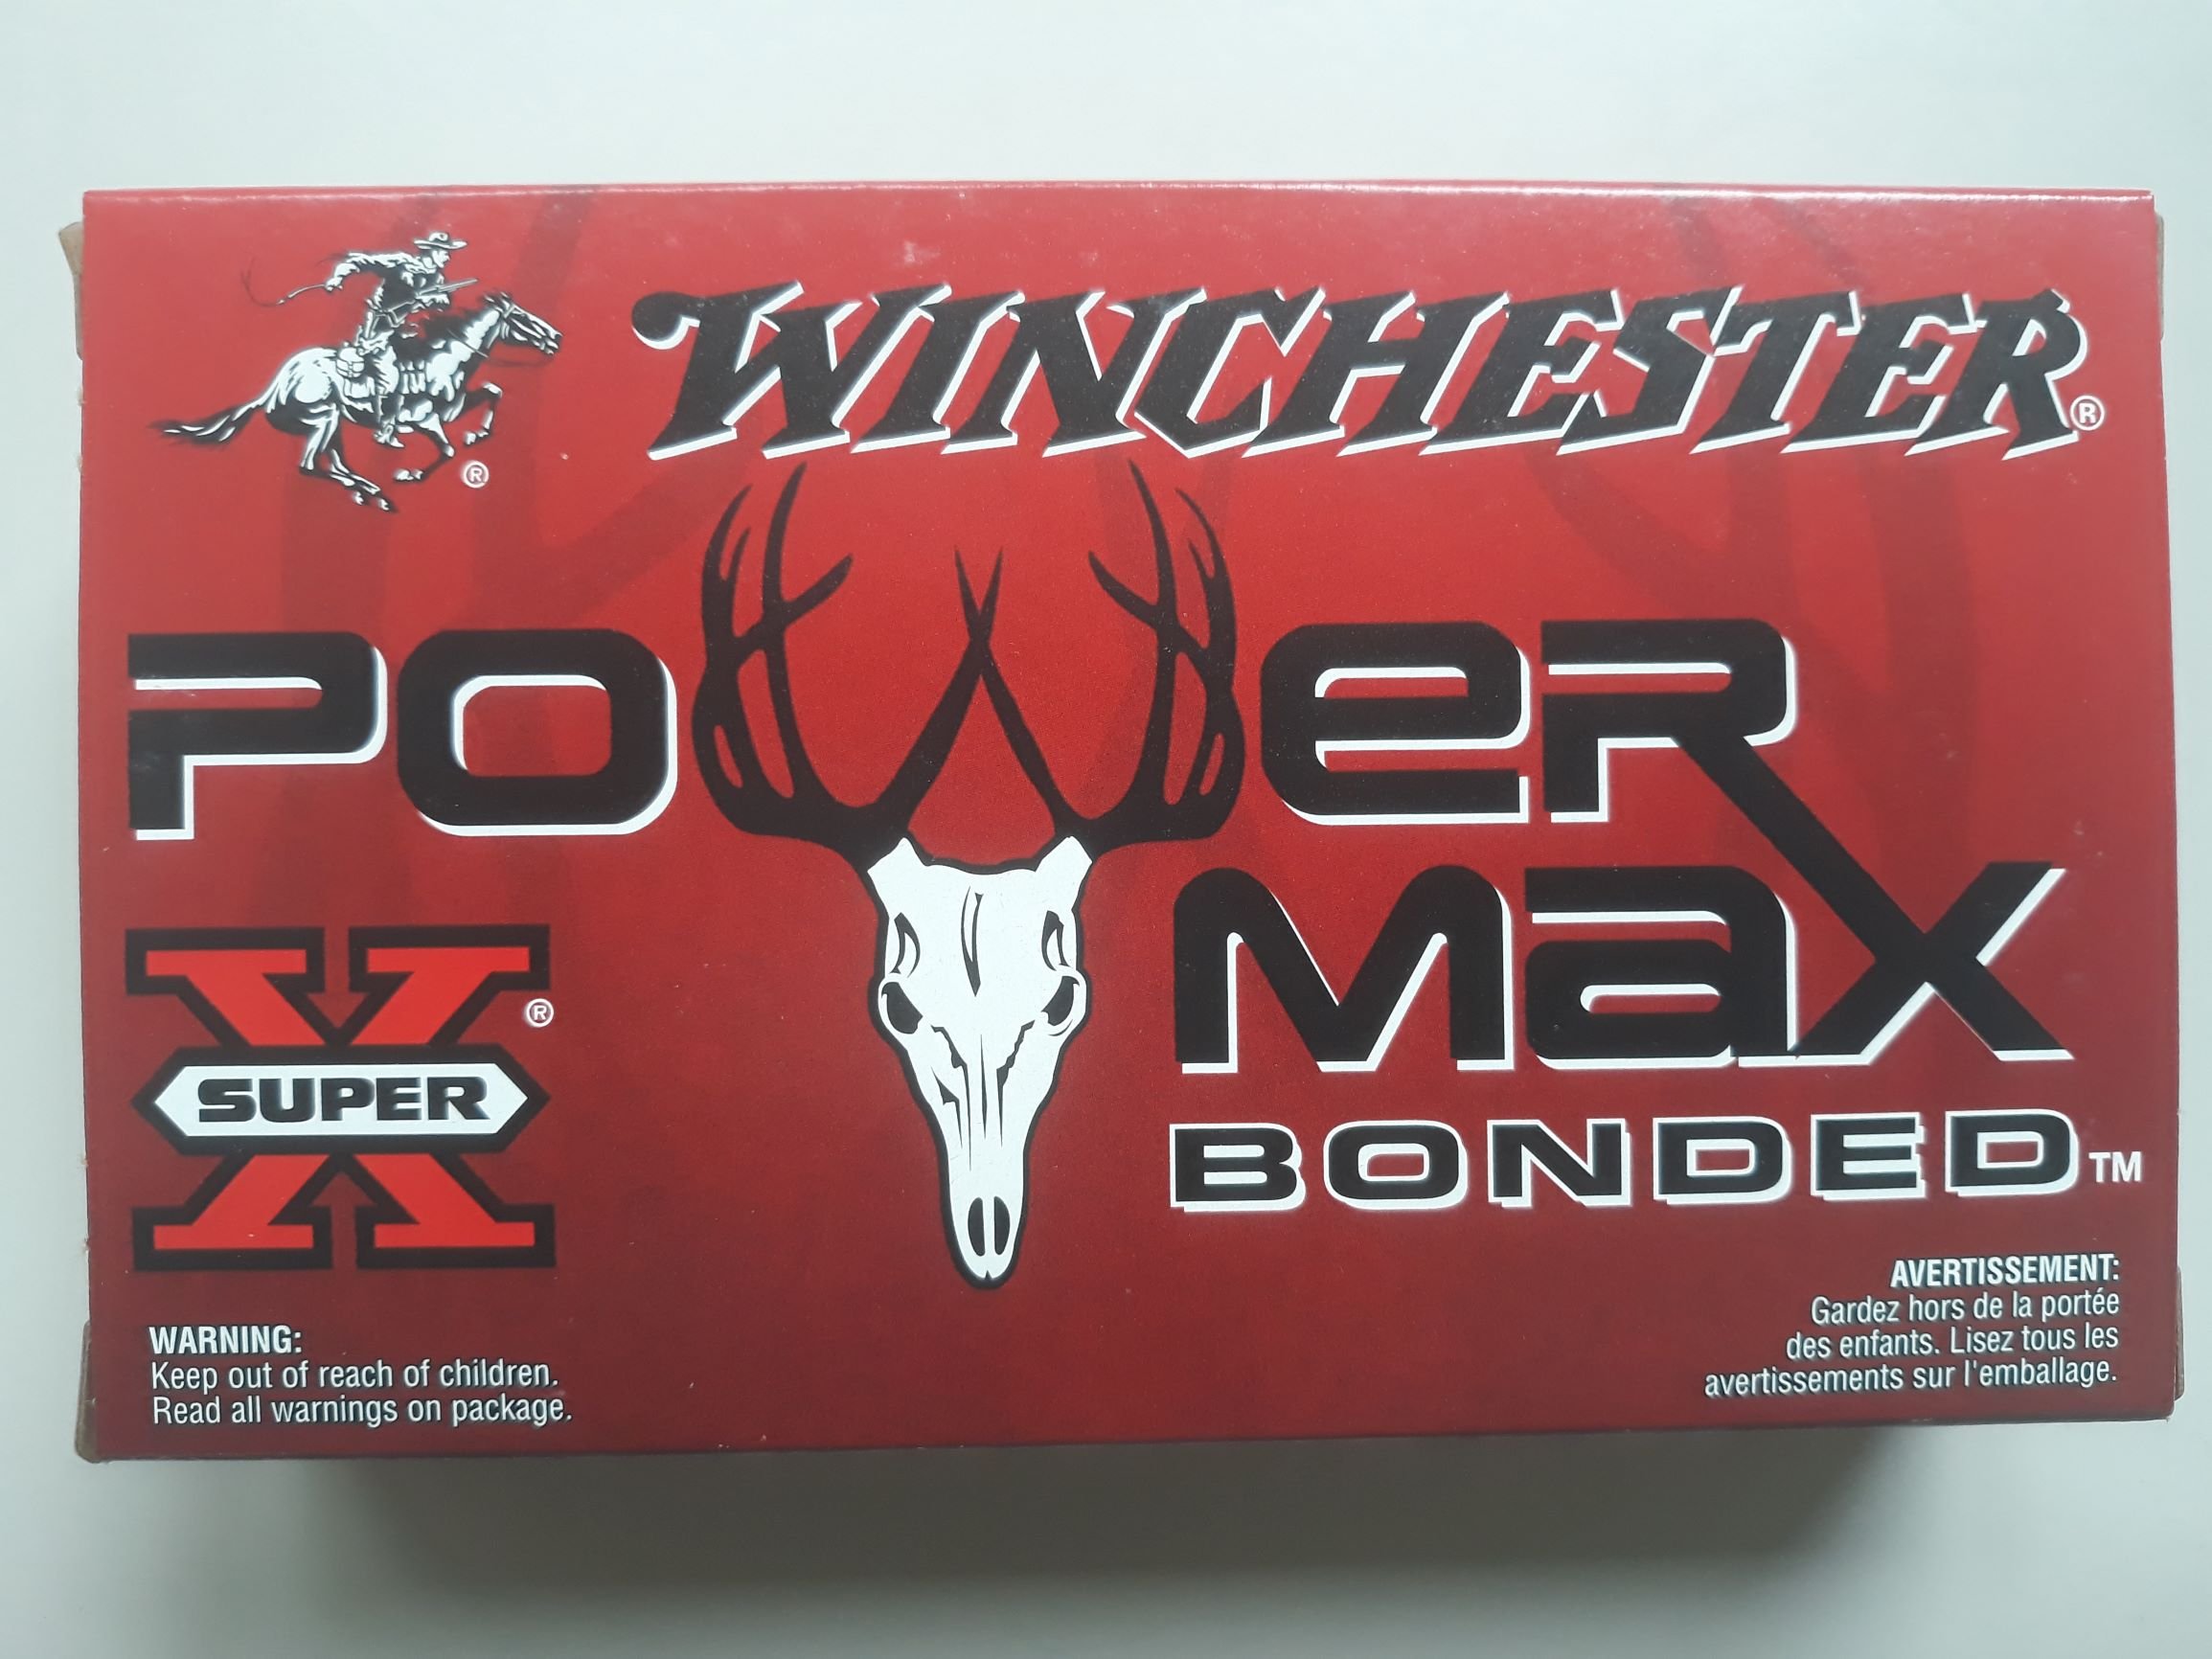 WINCHESTER®
®
POWER
MAX
BONDED™
X®
SUPER
WARNING:
Keep out of reach of children.
Read all warnings on package.
AVERTISSEMENT:
Gardez hors de la portée
des enfants. Lisez tous les
avertissements sur l'emballage.